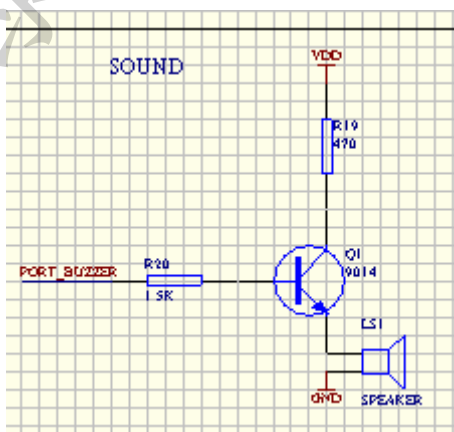 SOUND
VDD
R19
470
Q1
9014
R20
1.5K
PORT_BUZZER
LS1
GND
SPEAKER